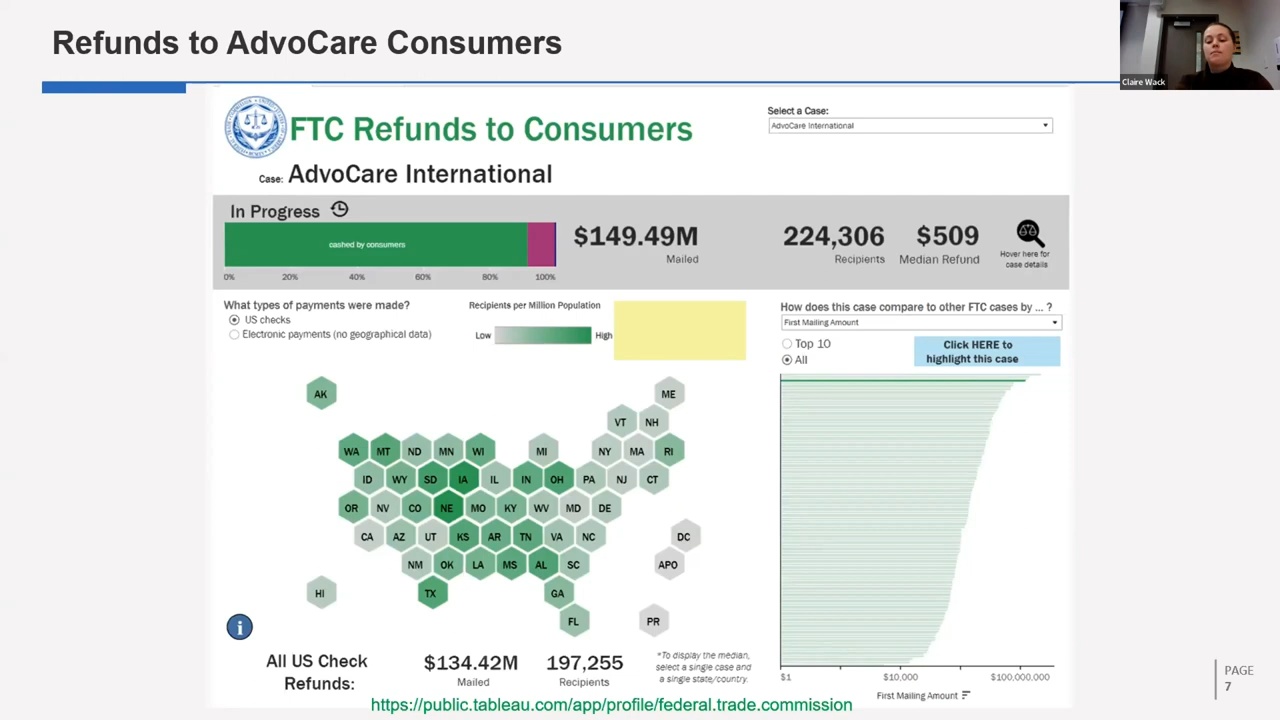 Refunds to AdvoCare Consumers
Claire Wack
FTC Refunds to Consumers
Select a Case:
AdvoCare International
Case: AdvoCare International
In Progress
cashed by consumers
0% 20% 40% 60% 80% 100%
$149.49M
Mailed
224,306
Recipients
$509
Median Refund
Hover here for
case details
What types of payments were made?
US checks
Electronic payments (no geographical data)
Recipients per Million Population
Low High
How does this case compare to other FTC cases by ... ?
First Mailing Amount
Top 10
All
Click HERE to
highlight this case
AK ME
VT NH
WA MT ND MN WI MI NY MA RI
ID WY SD IA IL IN OH PA NJ CT
OR NV CO NE MO KY WV MD DE
CA AZ UT KS AR TN VA NC DC
NM OK LA MS AL SC APO
HI TX GA
FL PR
i
All US Check
Refunds:
$134.42M
Mailed
197,255
Recipients
*To display the median,
select a single case and
a single state/country.
$1 $10,000 $100,000,000
First Mailing Amount
https://public.tableau.com/app/profile/federal.trade.commission
PAGE
7